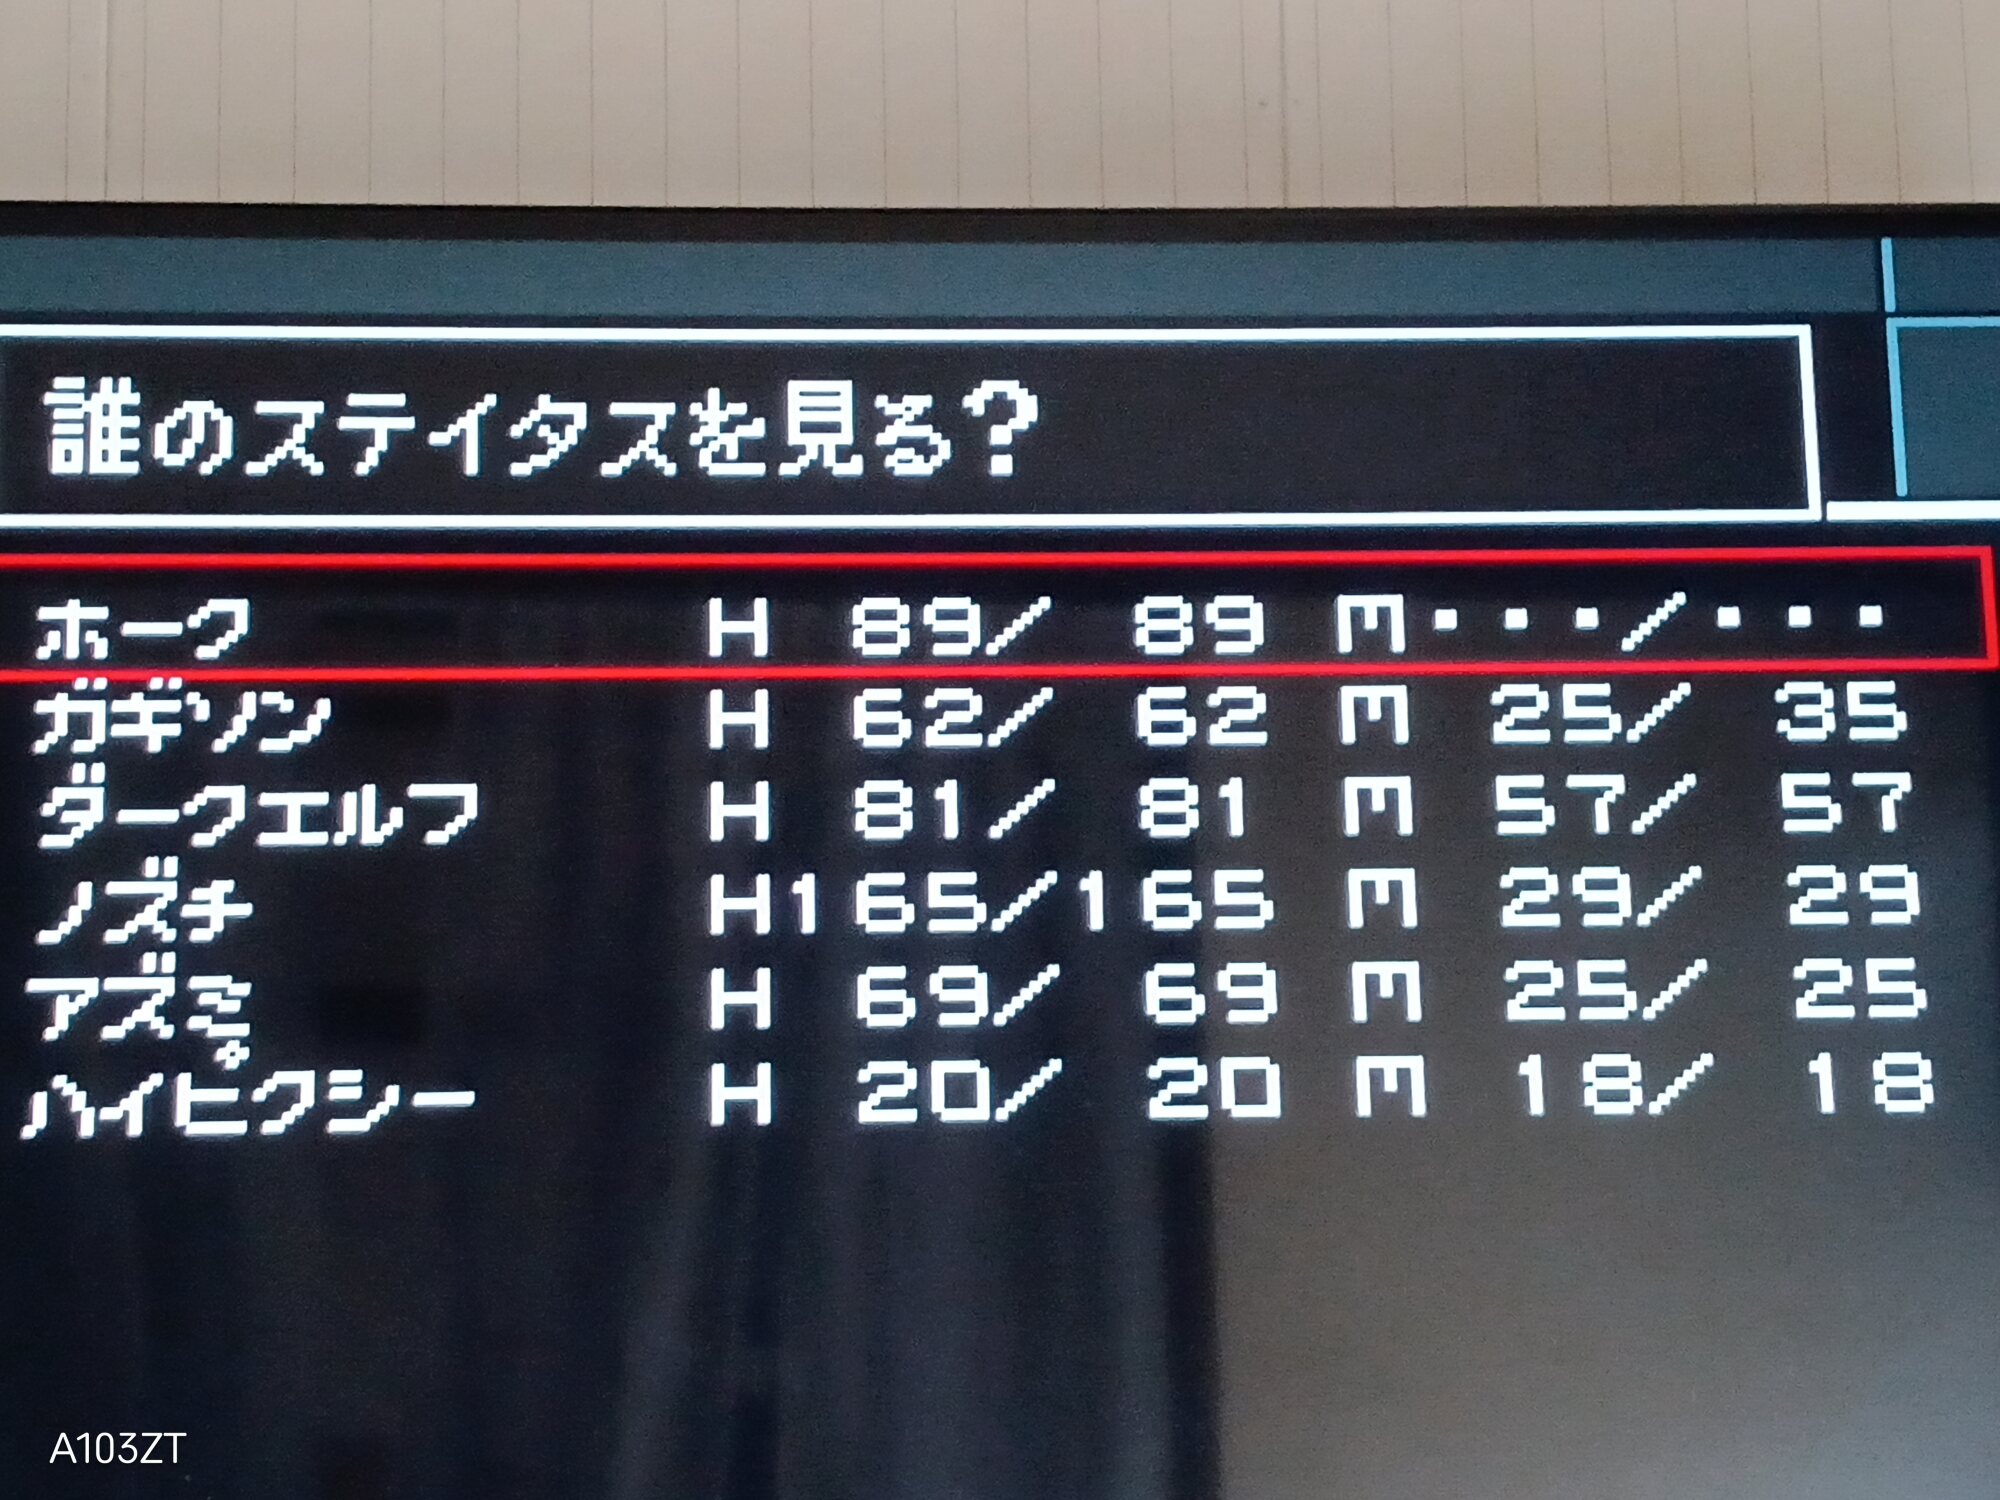 誰のステイタスを見る?
ホーク H 89/ 89 M・・・/・・・
ガギソン H 62/ 62 M 25/ 35
ダークエルフ H 81/ 81 M 57/ 57
ノズチ H165/165 M 29/ 29
アズミ H 69/ 69 M 25/ 25
ハイピクシー H 20/ 20 M 18/ 18
A103ZT